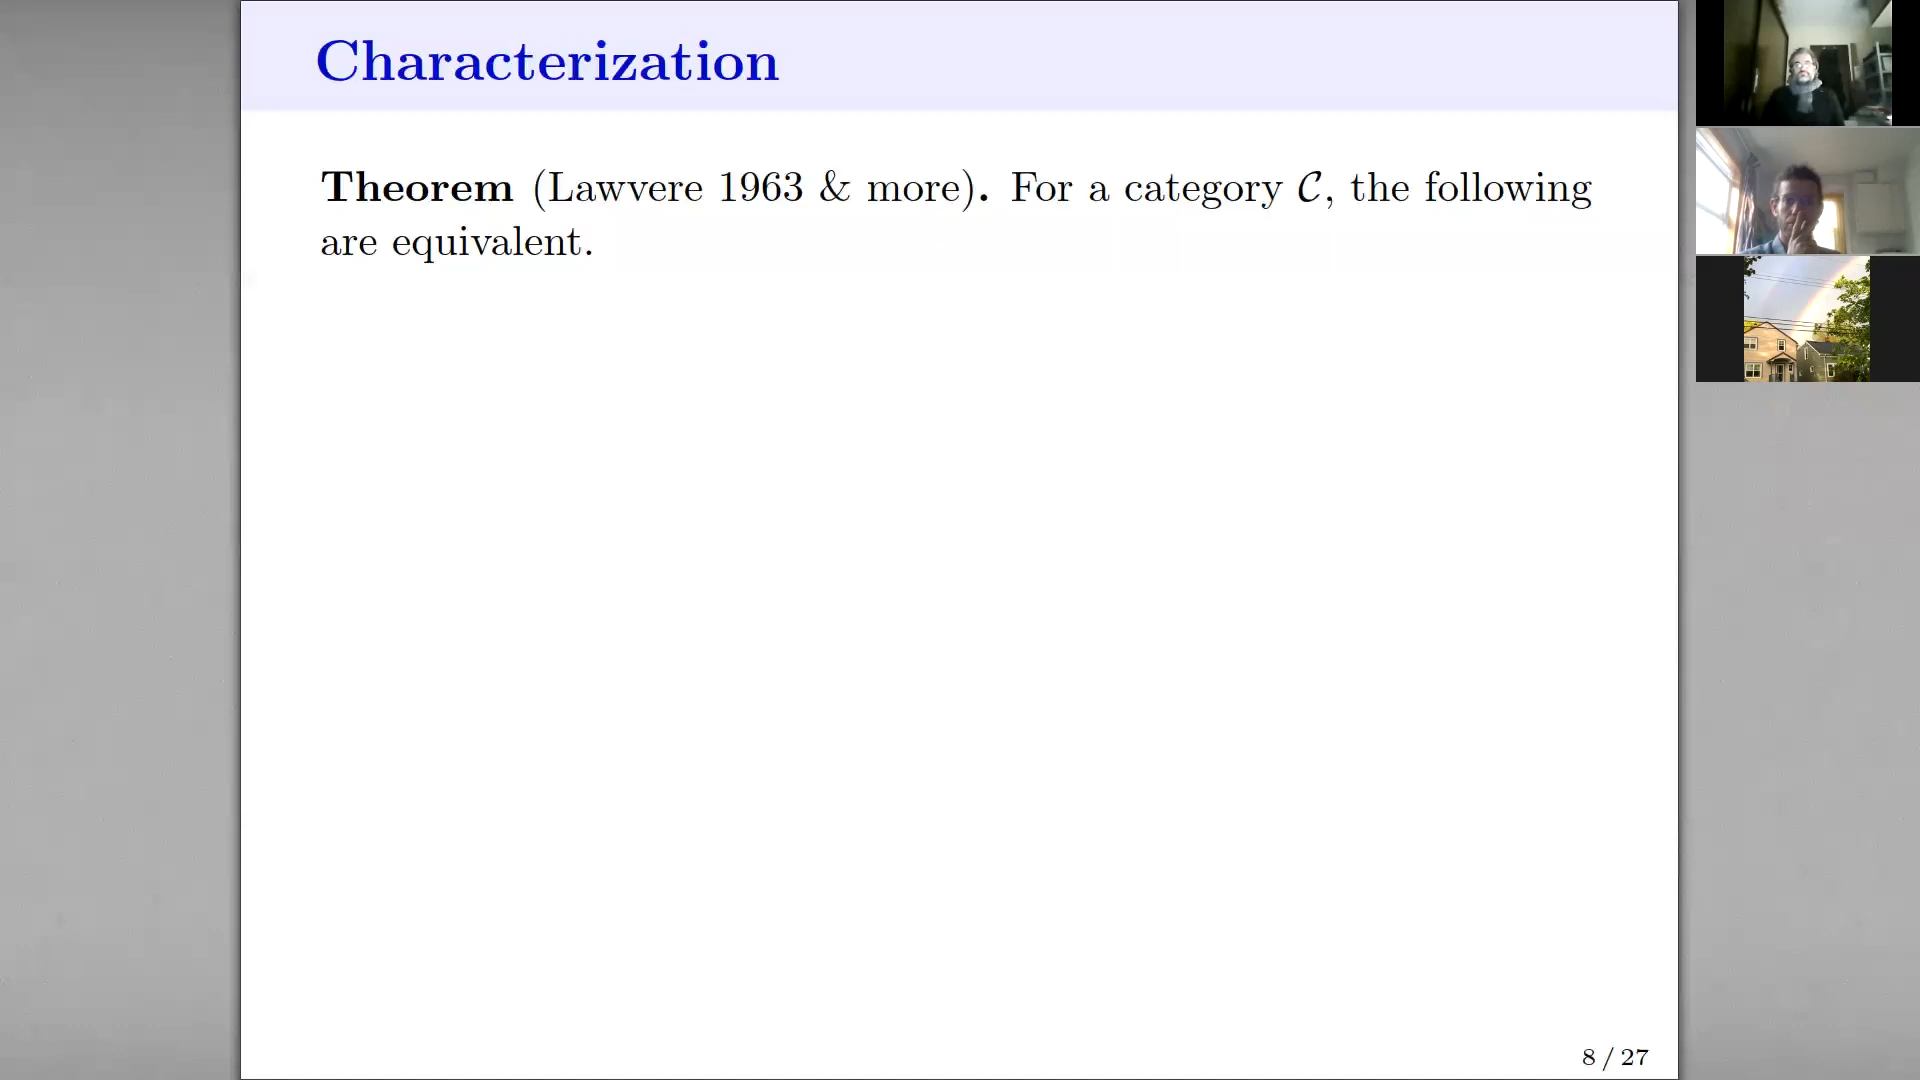 Characterization
Theorem (Lawvere 1963 & more). For a category 𝒞, the following
are equivalent.
8 / 27